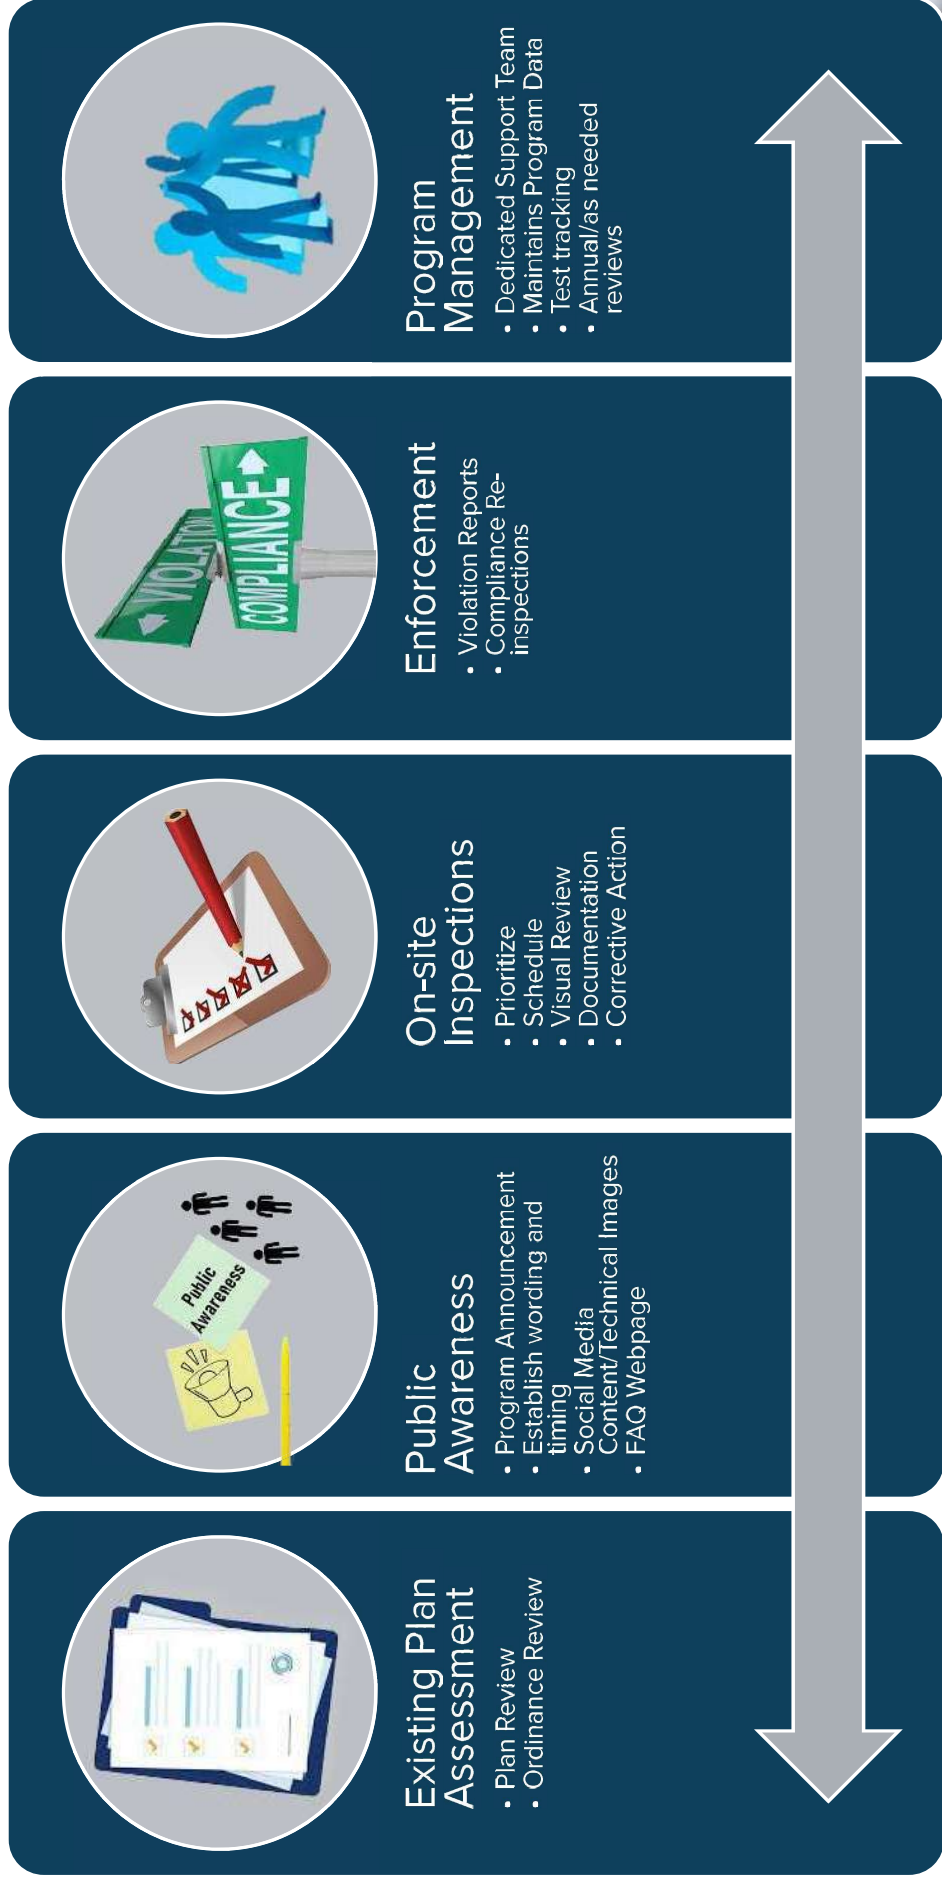 Existing Plan
Assessment
• Plan Review
• Ordinance Review
Public
Awareness
Public
Awareness
• Program Announcement
• Establish wording and
timing
• Social Media
Content/Technical Images
• FAQ Webpage
On-site
Inspections
• Prioritize
• Schedule
• Visual Review
• Documentation
• Corrective Action
VIOLATION
COMPLIANCE
Enforcement
• Violation Reports
• Compliance Re-
inspections
Program
Management
• Dedicated Support Team
• Maintains Program Data
• Test tracking
• Annual/as needed
reviews